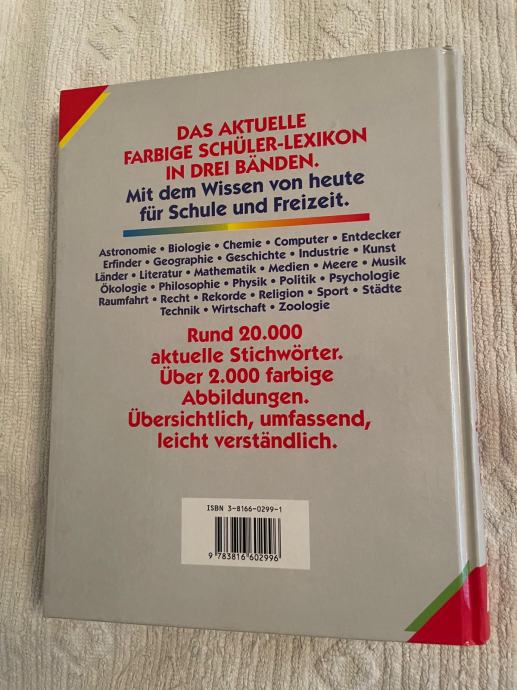 DAS AKTUELLE
FARBIGE SCHÜLER-LEXIKON
IN DREI BÄNDEN.
Mit dem Wissen von heute
für Schule und Freizeit.
Astronomie • Biologie • Chemie • Computer • Entdecker
Erfinder • Geographie • Geschichte • Industrie • Kunst
Länder • Literatur • Mathematik • Medien • Meere • Musik
Ökologie • Philosophie • Physik • Politik • Psychologie
Raumfahrt • Recht • Rekorde • Religion • Sport • Städte
Technik • Wirtschaft • Zoologie
Rund 20.000
aktuelle Stichwörter.
Über 2.000 farbige
Abbildungen.
Übersichtlich, umfassend,
leicht verständlich.
ISBN 3-8166-0299-1
9 783816 602996